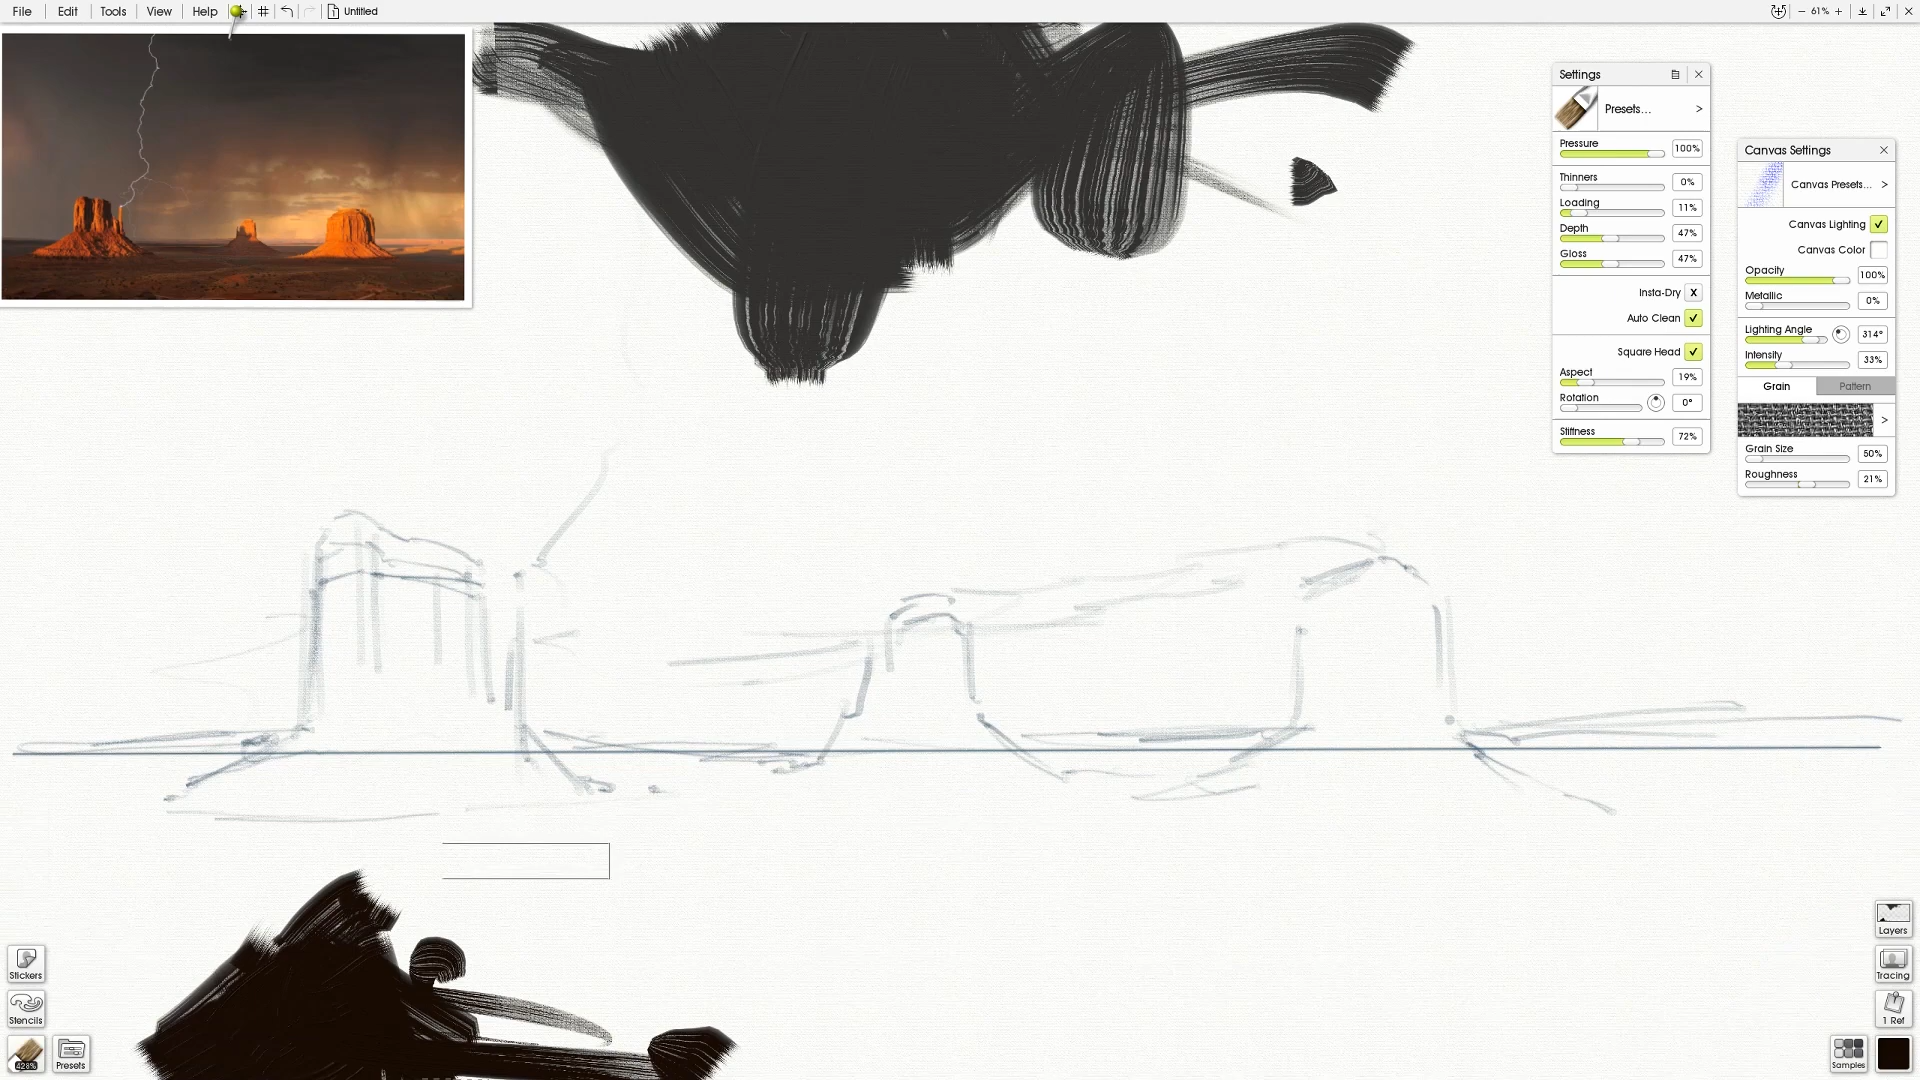 File Edit Tools View Help Untitled − 61% +
Settings
Presets... >
Pressure 100%
Thinners 0%
Loading 11%
Depth 47%
Gloss 47%
Insta-Dry X
Auto Clean
Square Head
Aspect 19%
Rotation 0°
Stiffness 72%
Canvas Settings
Canvas Presets... >
Canvas Lighting
Canvas Color
Opacity 100%
Metallic 0%
Lighting Angle 314°
Intensity 33%
Grain Pattern
Grain Size 50%
Roughness 21%
Stickers
Stencils
428%
Presets
Layers
Tracing
1 Ref
Samples